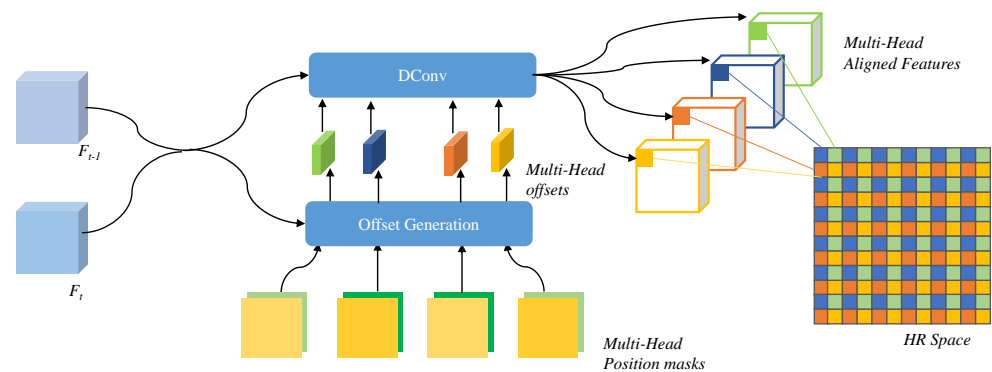 Multi-Head
Aligned Features
DConv
F_{t-1}
Multi-Head
offsets
Offset Generation
F_t
HR Space
Multi-Head
Position masks